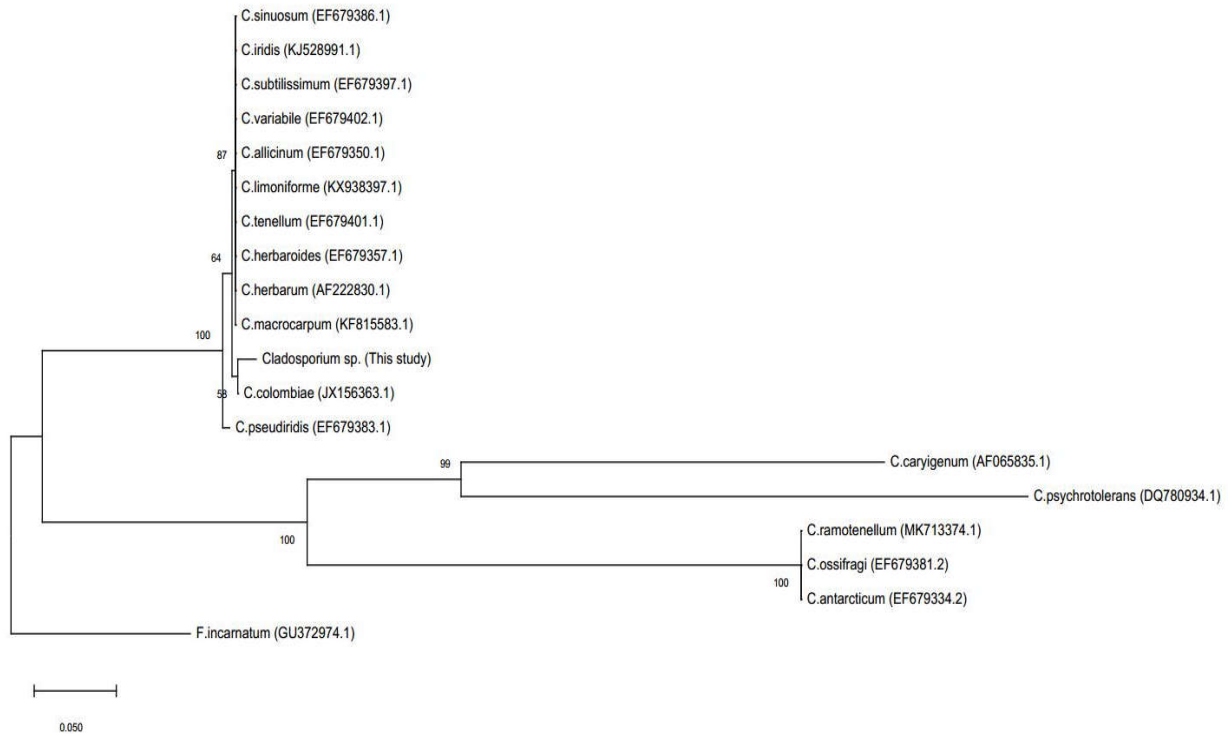 C.sinuosum (EF679386.1)
C.iridis (KJ528991.1)
C.subtilissimum (EF679397.1)
C.variabile (EF679402.1)
87
C.allicinum (EF679350.1)
C.limoniforme (KX938397.1)
C.tenellum (EF679401.1)
64
C.herbaroides (EF679357.1)
C.herbarum (AF222830.1)
C.macrocarpum (KF815583.1)
100
Cladosporium sp. (This study)
58
C.colombiae (JX156363.1)
C.pseudiridis (EF679383.1)
99
C.caryigenum (AF065835.1)
C.psychrotolerans (DQ780934.1)
C.ramotenellum (MK713374.1)
100
C.ossifragi (EF679381.2)
100
C.antarcticum (EF679334.2)
F.incarnatum (GU372974.1)
0.050